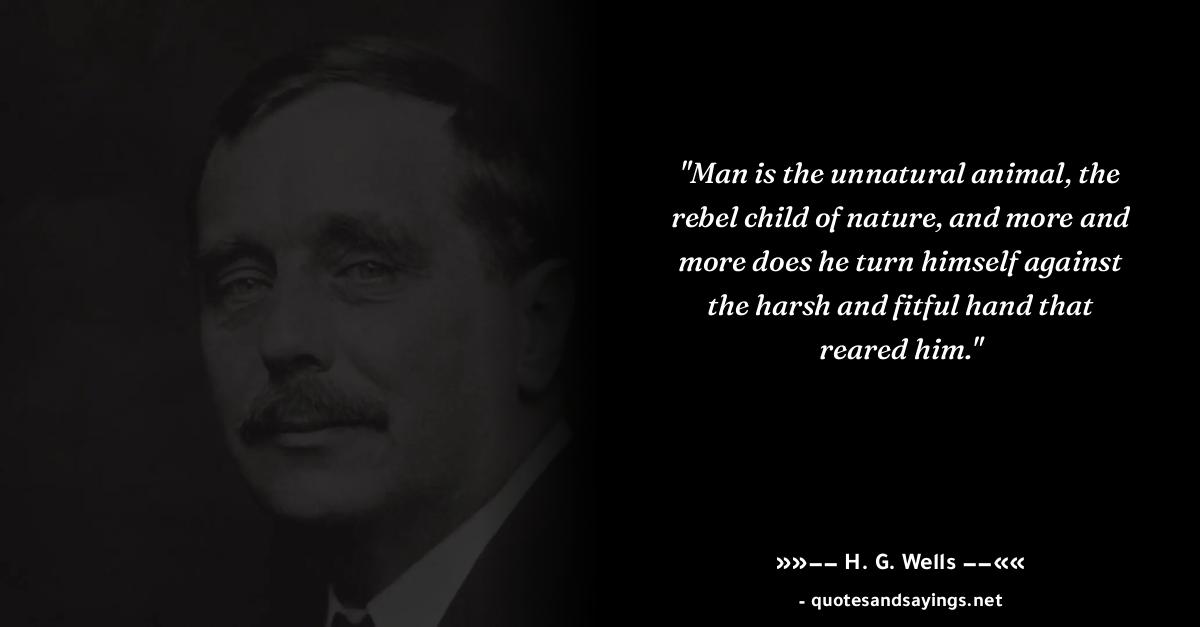 "Man is the unnatural animal, the
rebel child of nature, and more and
more does he turn himself against
the harsh and fitful hand that
reared him."
»»−− H. G. Wells −−««
- quotesandsayings.net